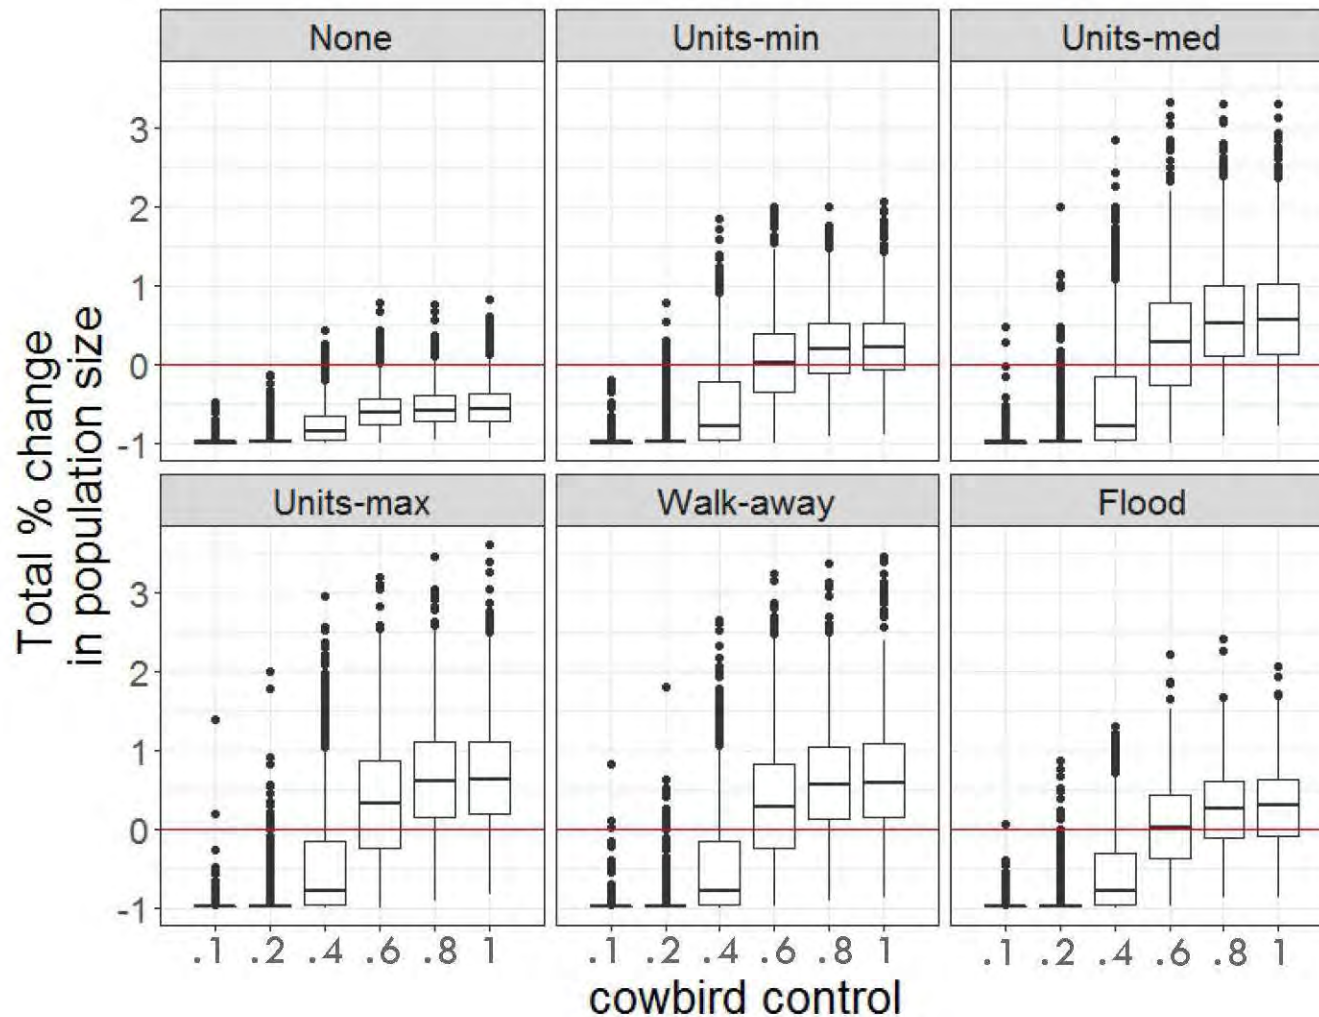 None Units-min Units-med
3
2
1
0
-1
Total % change
in population size
Units-max Walk-away Flood
3
2
1
0
-1
.1 .2 .4 .6 .8 1 .1 .2 .4 .6 .8 1 .1 .2 .4 .6 .8 1
cowbird control